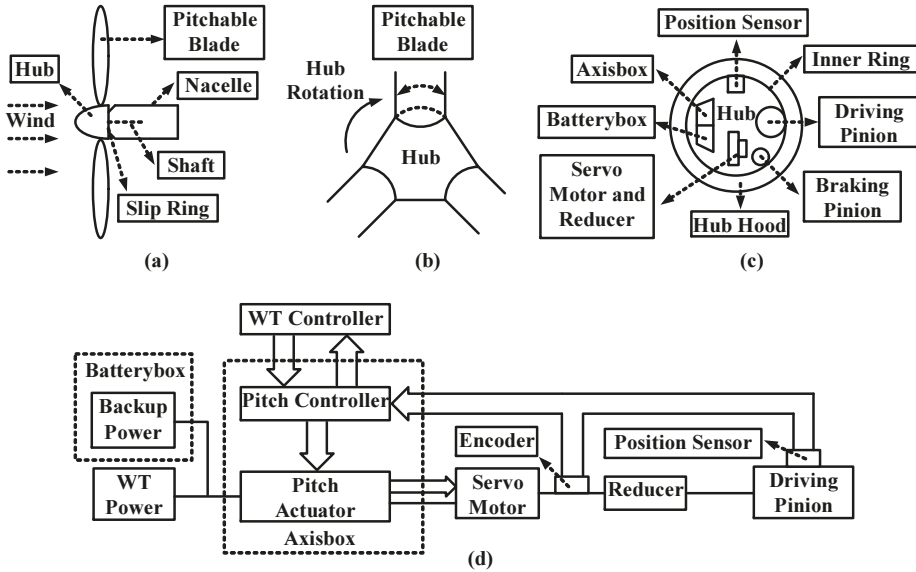 Pitchable
Blade
Hub
Nacelle
Wind
Shaft
Slip Ring
(a)
Pitchable
Blade
Hub
Rotation
Hub
(b)
Position Sensor
Axisbox
Inner Ring
Hub
Batterybox
Driving
Pinion
Servo
Motor and
Reducer
Braking
Pinion
Hub Hood
(c)
WT Controller
Batterybox
Axisbox
Backup
Power
Pitch Controller
Encoder
Position Sensor
WT
Power
Pitch
Actuator
Servo
Motor
Reducer
Driving
Pinion
(d)